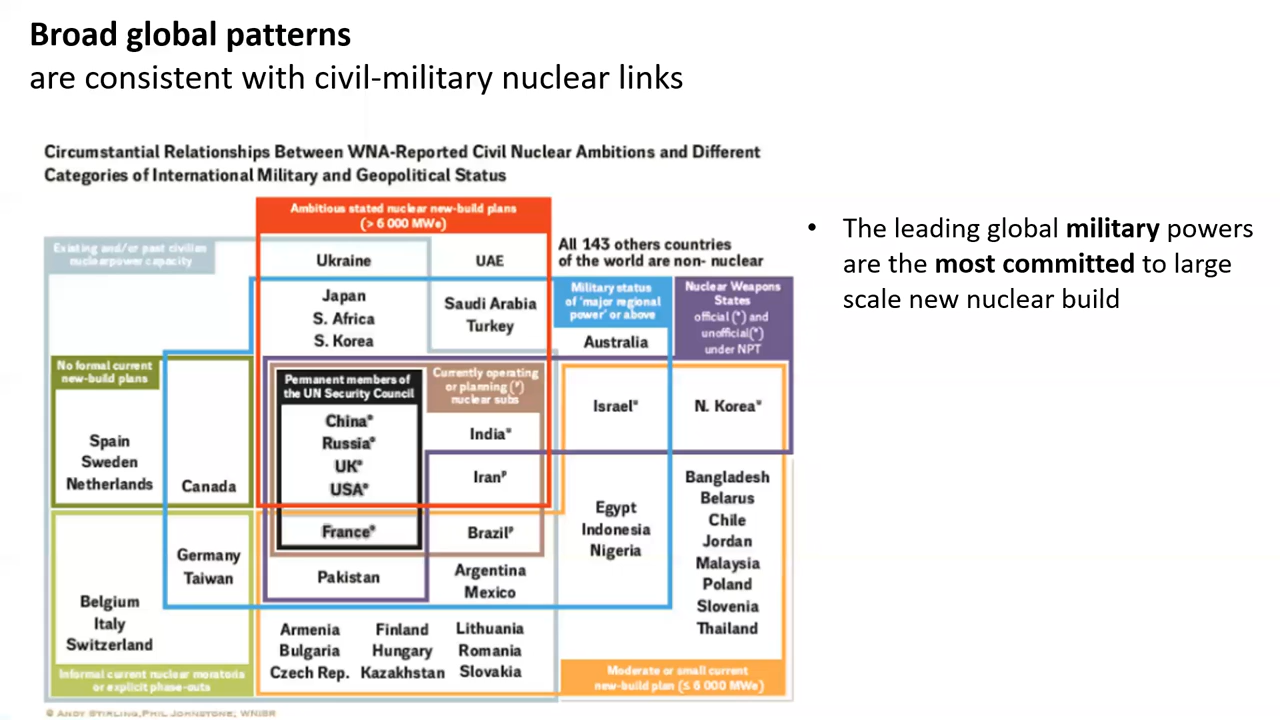 Broad global patterns
are consistent with civil-military nuclear links
Circumstantial Relationships Between WNA-Reported Civil Nuclear Ambitions and Different
Categories of International Military and Geopolitical Status
Ambitious stated nuclear new-build plans
(> 6 000 MWe)
Existing and/or past civilian
nuclearpower capacity
Ukraine
UAE
All 143 others countries
of the world are non- nuclear
Japan
S. Africa
S. Korea
Saudi Arabia
Turkey
Military status
of 'major regional
power' or above
Australia
Nuclear Weapons
States
official (*) and
unofficial(*)
under NPT
No formal current
new-build plans
Spain
Sweden
Netherlands
Canada
Permanent members of
the UN Security Council
China*
Russia*
UK*
USA*
France*
Currently operating
or planning (P)
nuclear subs
India*
Iran P
Brazil P
Israel*
N. Korea*
Egypt
Indonesia
Nigeria
Bangladesh
Belarus
Chile
Jordan
Malaysia
Poland
Slovenia
Thailand
Germany
Taiwan
Pakistan
Argentina
Mexico
Belgium
Italy
Switzerland
Armenia
Bulgaria
Czech Rep.
Finland
Hungary
Kazakhstan
Lithuania
Romania
Slovakia
Informal current nuclear moratoria
or explicit phase-outs
Moderate or small current
new-build plan (≤ 6 000 MWe)
© ANDY STIRLING, PHIL JOHNSTONE; WNISR
• The leading global military powers
are the most committed to large
scale new nuclear build